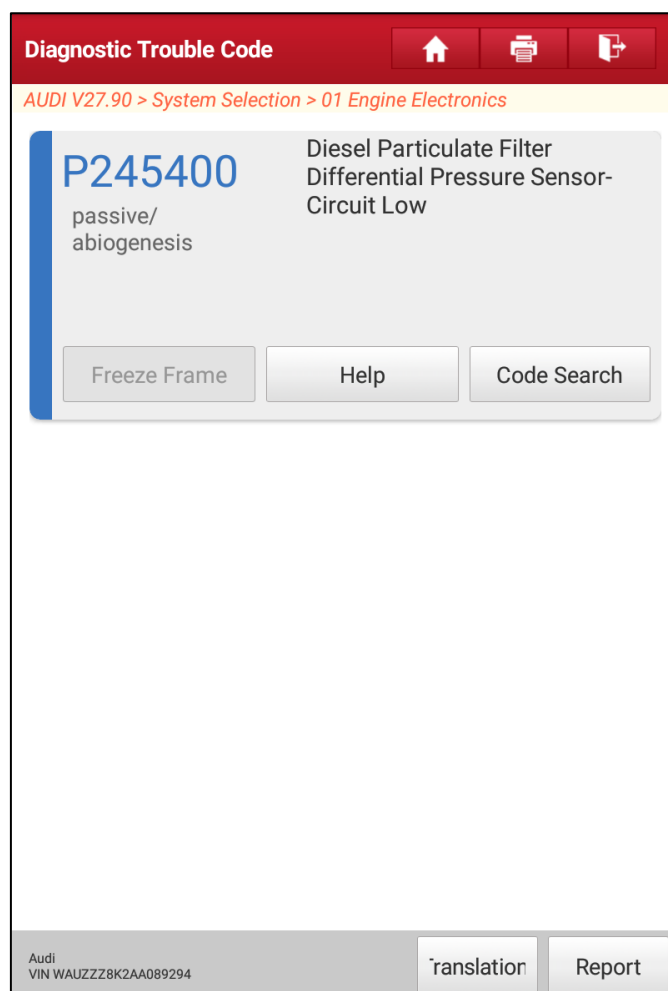 Diagnostic Trouble Code
AUDI V27.90 > System Selection > 01 Engine Electronics
P245400
passive/
abiogenesis
Diesel Particulate Filter
Differential Pressure Sensor-
Circuit Low
Freeze Frame
Help
Code Search
Audi
VIN WAUZZZ8K2AA089294
Translation
Report